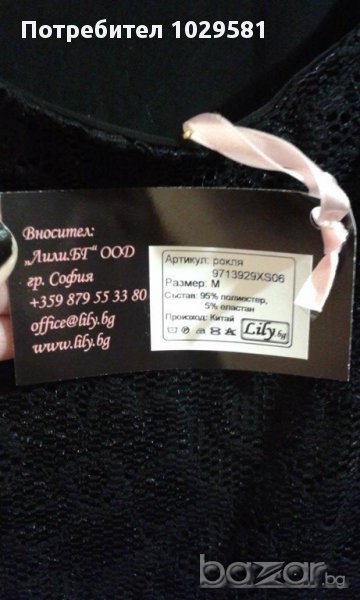 Потребител 1029581
Вносител:
„Лили.БГ“ ООД
гр. София
+359 879 55 33 80
office@lily.bg
www.lily.bg
Артикул: рокля
9713929XS06
Размер: M
Състав: 95% полиестер,
5% еластан
Произход: Китай
Lily.bg
bazar.bg